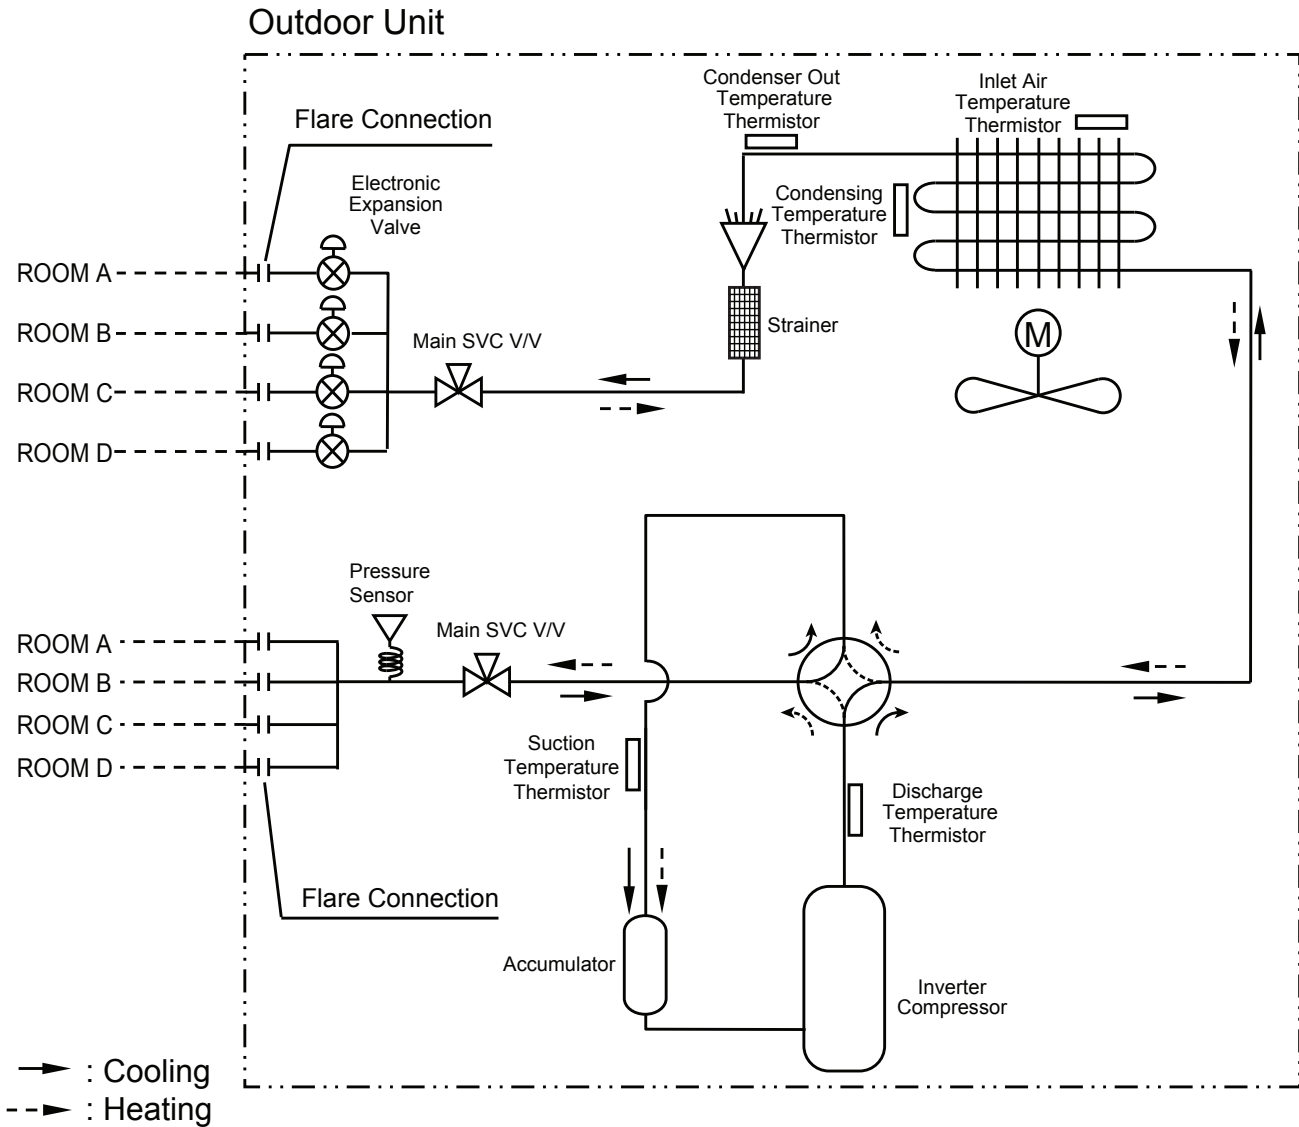 Outdoor Unit
Condenser Out
Temperature
Thermistor
Inlet Air
Temperature
Thermistor
Flare Connection
Electronic
Expansion
Valve
Condensing
Temperature
Thermistor
ROOM A
ROOM B
ROOM C
ROOM D
Main SVC V/V
Strainer
M
Pressure
Sensor
Main SVC V/V
ROOM A
ROOM B
ROOM C
ROOM D
Suction
Temperature
Thermistor
Discharge
Temperature
Thermistor
Flare Connection
Accumulator
Inverter
Compressor
: Cooling
: Heating